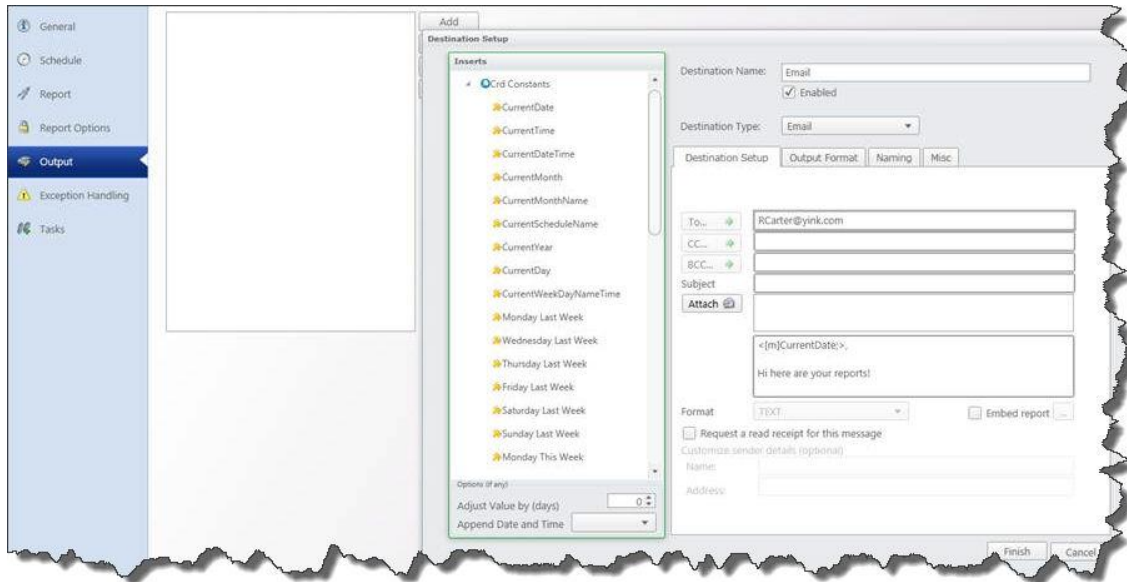 General
Schedule
Report
Report Options
Output
Exception Handling
Tasks
Add
Destination Setup
Inserts
Crd Constants
CurrentDate
CurrentTime
CurrentDateTime
CurrentMonth
CurrentMonthName
CurrentScheduleName
CurrentYear
CurrentDay
CurrentWeekDayNameTime
Monday Last Week
Wednesday Last Week
Thursday Last Week
Friday Last Week
Saturday Last Week
Sunday Last Week
Monday This Week
Options (if any)
Adjust Value by (days) 0
Append Date and Time
Destination Name: Email
Enabled
Destination Type: Email
Destination Setup Output Format Naming Misc
To... RCarter@yink.com
CC...
BCC...
Subject
Attach
<[m]CurrentDate;>,
Hi here are your reports!
Format TEXT Embed report ...
Request a read receipt for this message
Customize sender details (optional)
Name:
Address:
Finish Cancel